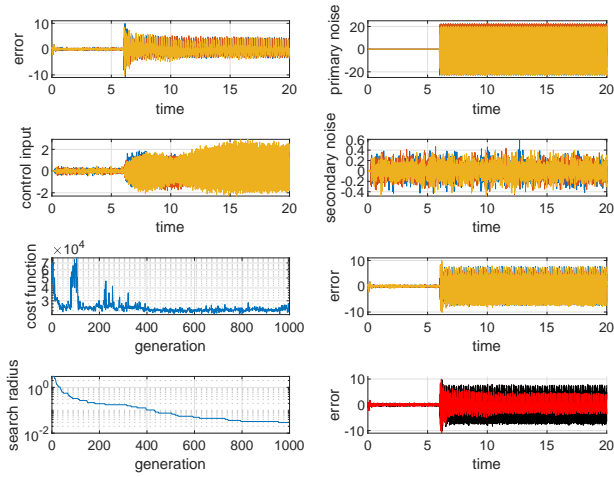 10
0
-10
error
0 5 10 15 20
time
20
0
-20
primary noise
0 5 10 15 20
time
2
0
-2
control input
0 5 10 15 20
time
0.6
0.4
0.2
0
-0.2
-0.4
secondary noise
0 5 10 15 20
time
×10⁴
7
5
4
3
cost function
0 200 400 600 800 1000
generation
10
0
-10
error
0 5 10 15 20
time
10⁰
10⁻²
search radius
0 200 400 600 800 1000
generation
10
0
-10
error
0 5 10 15 20
time